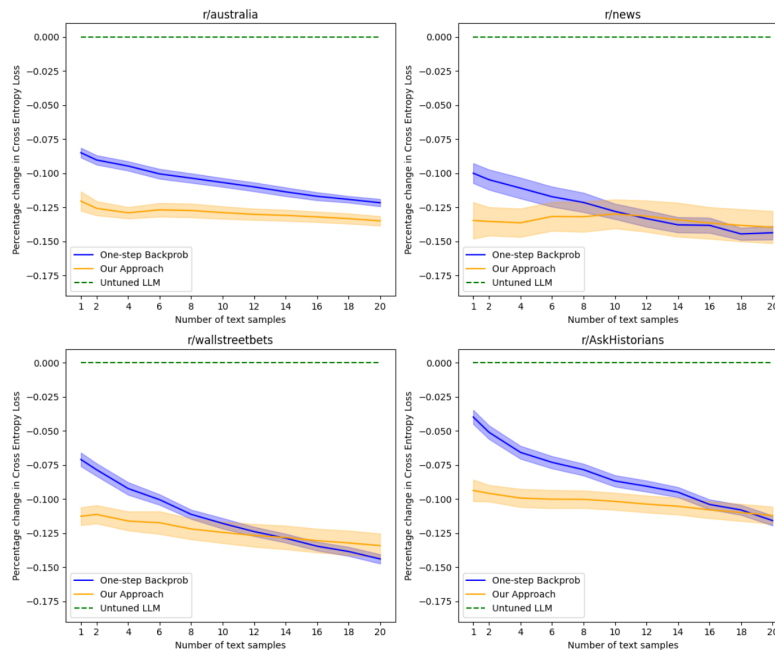 r/australia
0.000
−0.025
−0.050
−0.075
−0.100
−0.125
−0.150
−0.175
Percentage change in Cross Entropy Loss
One-step Backprob
Our Approach
Untuned LLM
1 2 4 6 8 10 12 14 16 18 20
Number of text samples
r/news
0.000
−0.025
−0.050
−0.075
−0.100
−0.125
−0.150
−0.175
Percentage change in Cross Entropy Loss
One-step Backprob
Our Approach
Untuned LLM
1 2 4 6 8 10 12 14 16 18 20
Number of text samples
r/wallstreetbets
0.000
−0.025
−0.050
−0.075
−0.100
−0.125
−0.150
−0.175
Percentage change in Cross Entropy Loss
One-step Backprob
Our Approach
Untuned LLM
1 2 4 6 8 10 12 14 16 18 20
Number of text samples
r/AskHistorians
0.000
−0.025
−0.050
−0.075
−0.100
−0.125
−0.150
−0.175
Percentage change in Cross Entropy Loss
One-step Backprob
Our Approach
Untuned LLM
1 2 4 6 8 10 12 14 16 18 20
Number of text samples